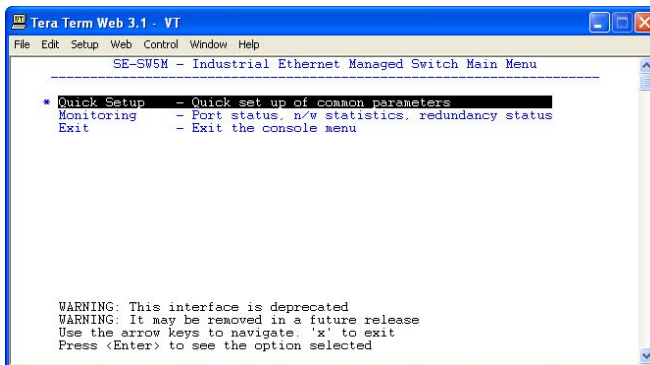 Tera Term Web 3.1 - VT
File Edit Setup Web Control Window Help
SE-SW5M - Industrial Ethernet Managed Switch Main Menu
* Quick Setup - Quick set up of common parameters
Monitoring - Port status, n/w statistics, redundancy status
Exit - Exit the console menu
WARNING: This interface is deprecated
WARNING: It may be removed in a future release
Use the arrow keys to navigate. 'x' to exit
Press <Enter> to see the option selected